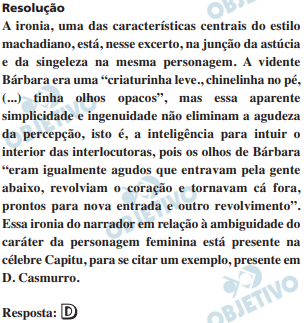 Resolução
A ironia, uma das características centrais do estilo
machadiano, está, nesse excerto, na junção da astúcia
e da singeleza na mesma personagem. A vidente
Bárbara era uma “criaturinha leve., chinelinha no pé,
(...) tinha olhos opacos”, mas essa aparente
simplicidade e ingenuidade não eliminam a agudeza
da percepção, isto é, a inteligência para intuir o
interior das interlocutoras, pois os olhos de Bárbara
“eram igualmente agudos que entravam pela gente
abaixo, revolviam o coração e tornavam cá fora,
prontos para nova entrada e outro revolvimento”.
Essa ironia do narrador em relação à ambiguidade do
caráter da personagem feminina está presente na
célebre Capitu, para se citar um exemplo, presente em
D. Casmurro.
Resposta: D
OBJETIVO
OBJETIVO
OBJETIVO